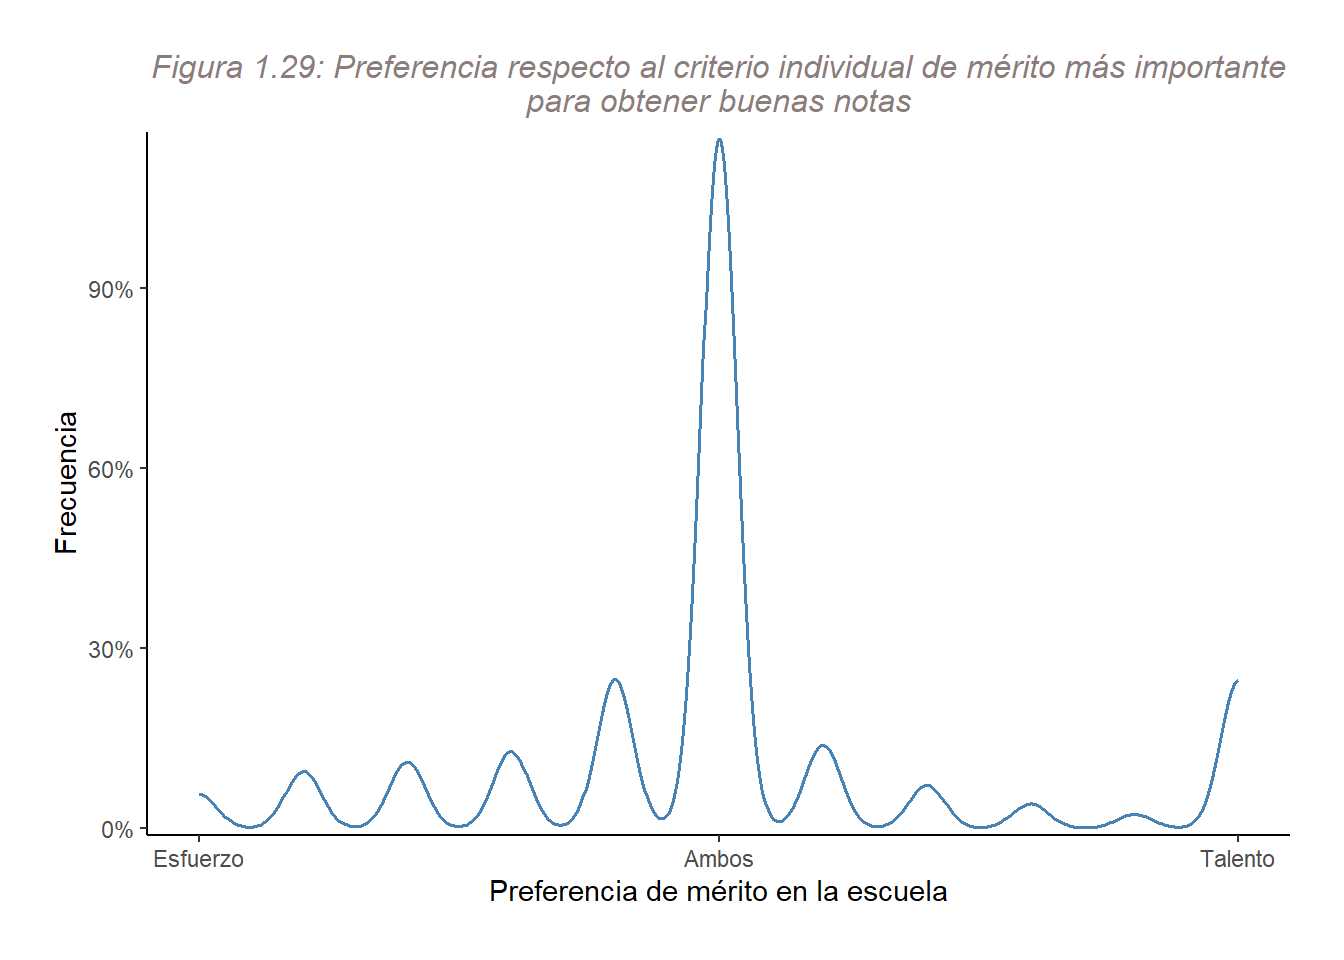 Figura 1.29: Preferencia respecto al criterio individual de mérito más importante
para obtener buenas notas
Frecuencia
90%
60%
30%
0%
Esfuerzo
Ambos
Talento
Preferencia de mérito en la escuela